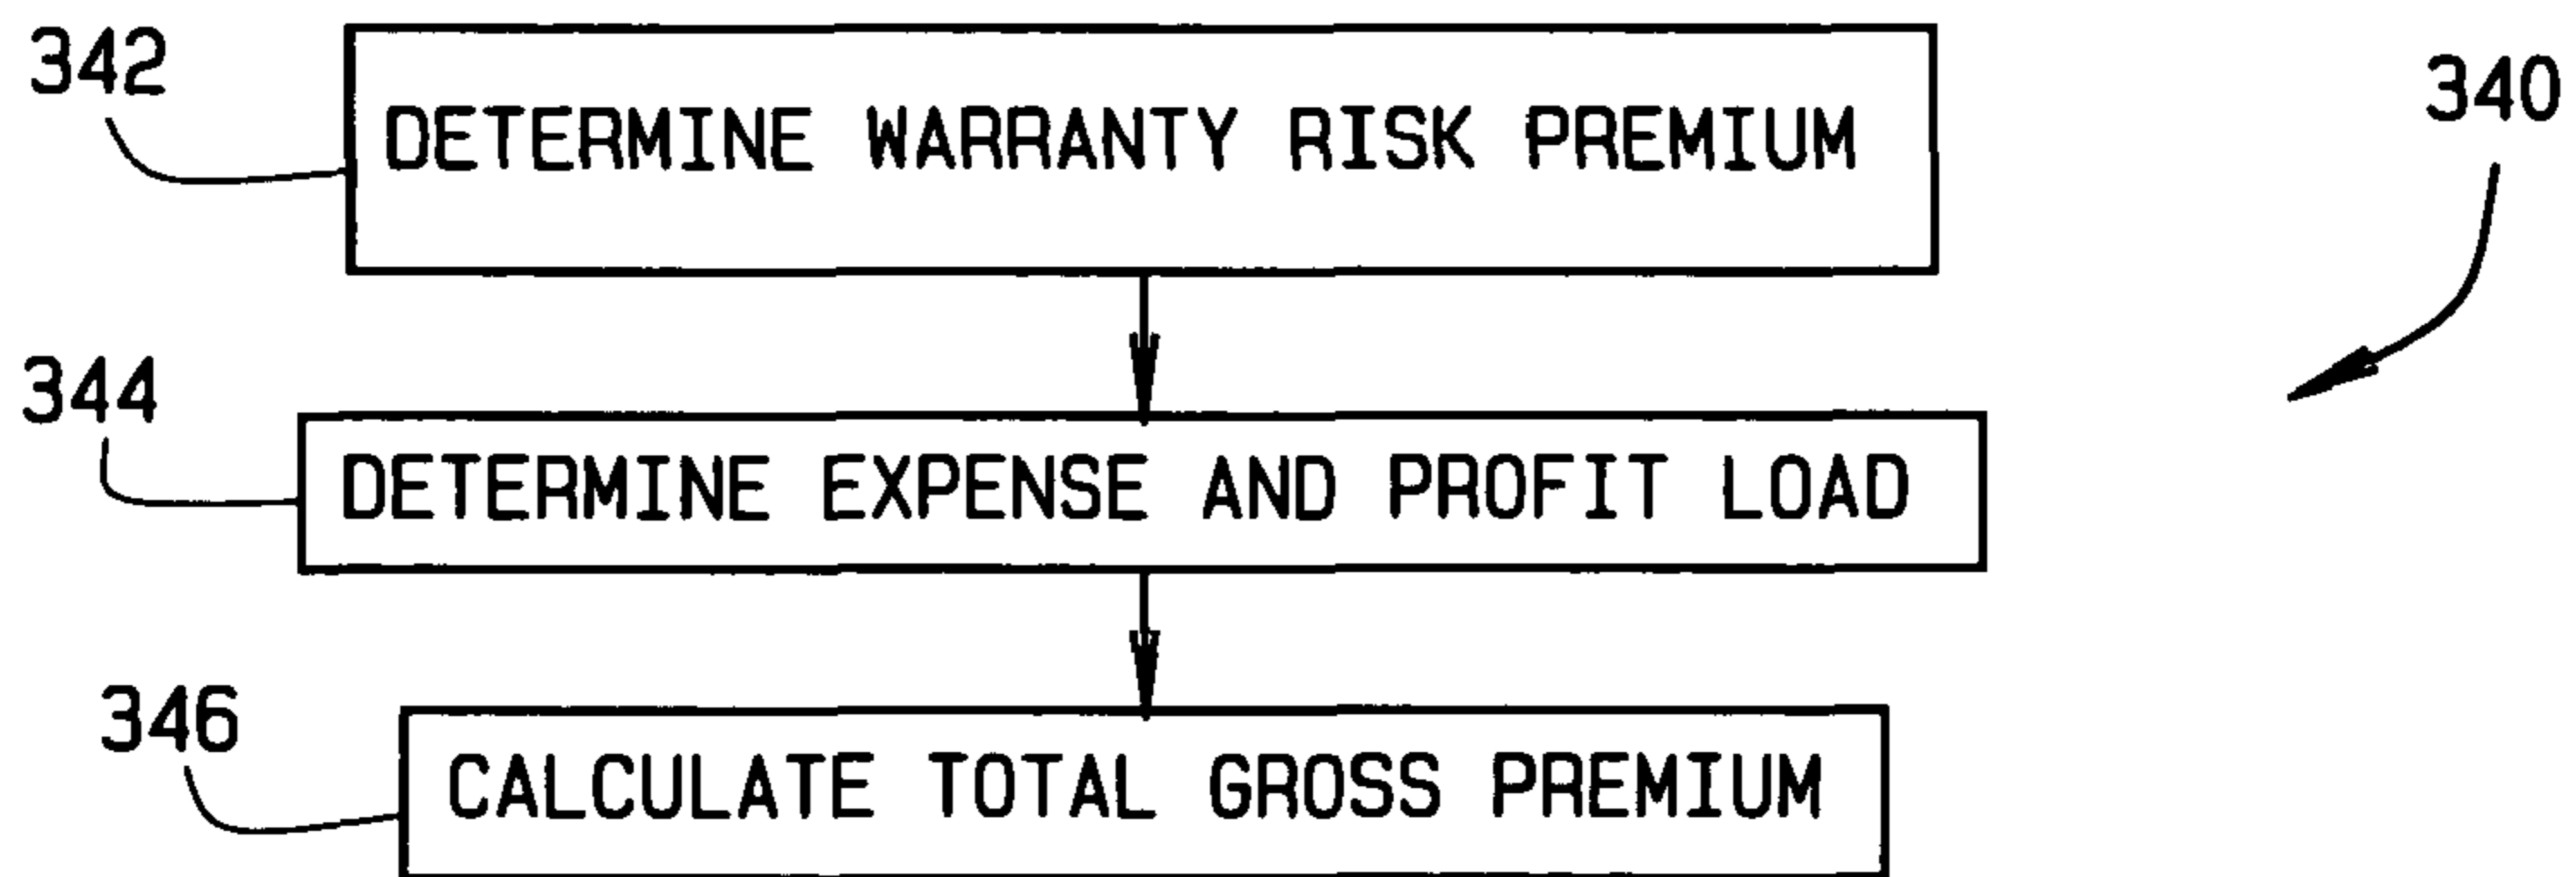 342
DETERMINE WARRANTY RISK PREMIUM
340
344
DETERMINE EXPENSE AND PROFIT LOAD
346
CALCULATE TOTAL GROSS PREMIUM